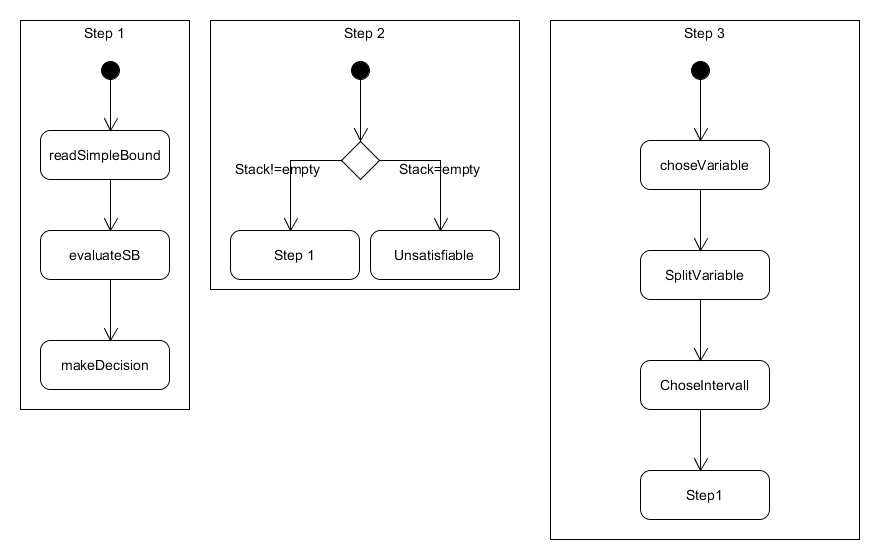 Step 1
readSimpleBound
evaluateSB
makeDecision
Step 2
Stack!=empty
Stack=empty
Step 1
Unsatisfiable
Step 3
choseVariable
SplitVariable
ChoseIntervall
Step1